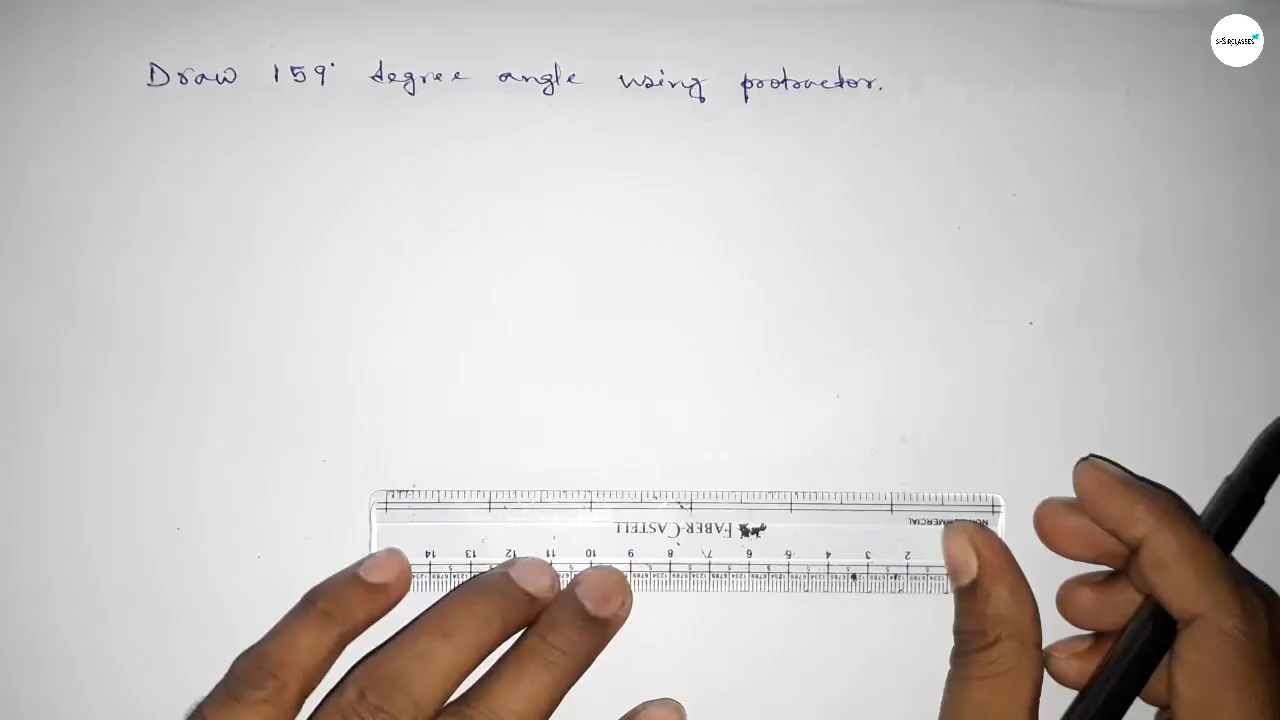 S-SIRCLASSES
Draw 159° degree angle using protractor.
FABER-CASTELL
14 13 12 11 10 9 8 7 6 5 4 3 2